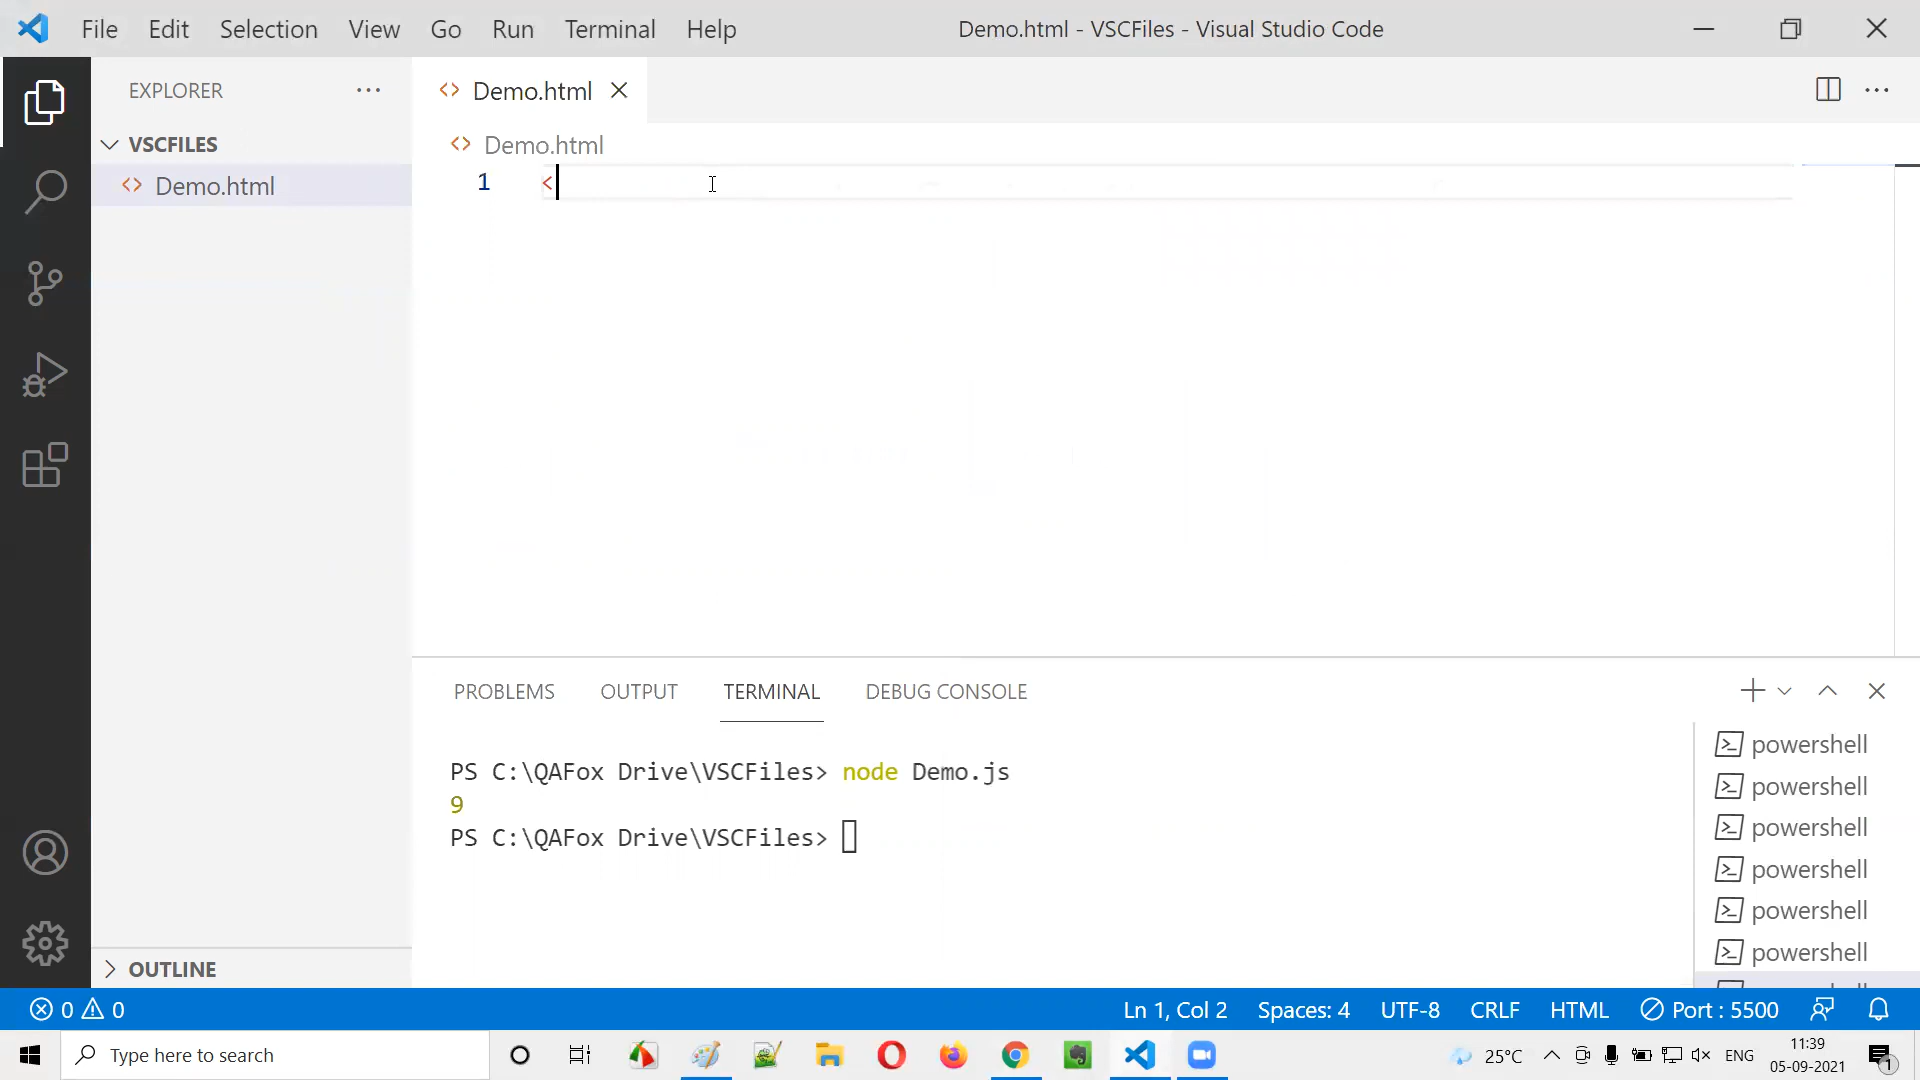 File Edit Selection View Go Run Terminal Help Demo.html - VSCFiles - Visual Studio Code
EXPLORER
Demo.html
VSCFILES
Demo.html
Demo.html
1 <
PROBLEMS OUTPUT TERMINAL DEBUG CONSOLE
PS C:\QAFox Drive\VSCFiles> node Demo.js
9
PS C:\QAFox Drive\VSCFiles>
powershell
powershell
powershell
powershell
powershell
powershell
OUTLINE
0 0 Ln 1, Col 2 Spaces: 4 UTF-8 CRLF HTML Port : 5500
Type here to search
25°C ENG
11:39
05-09-2021
1